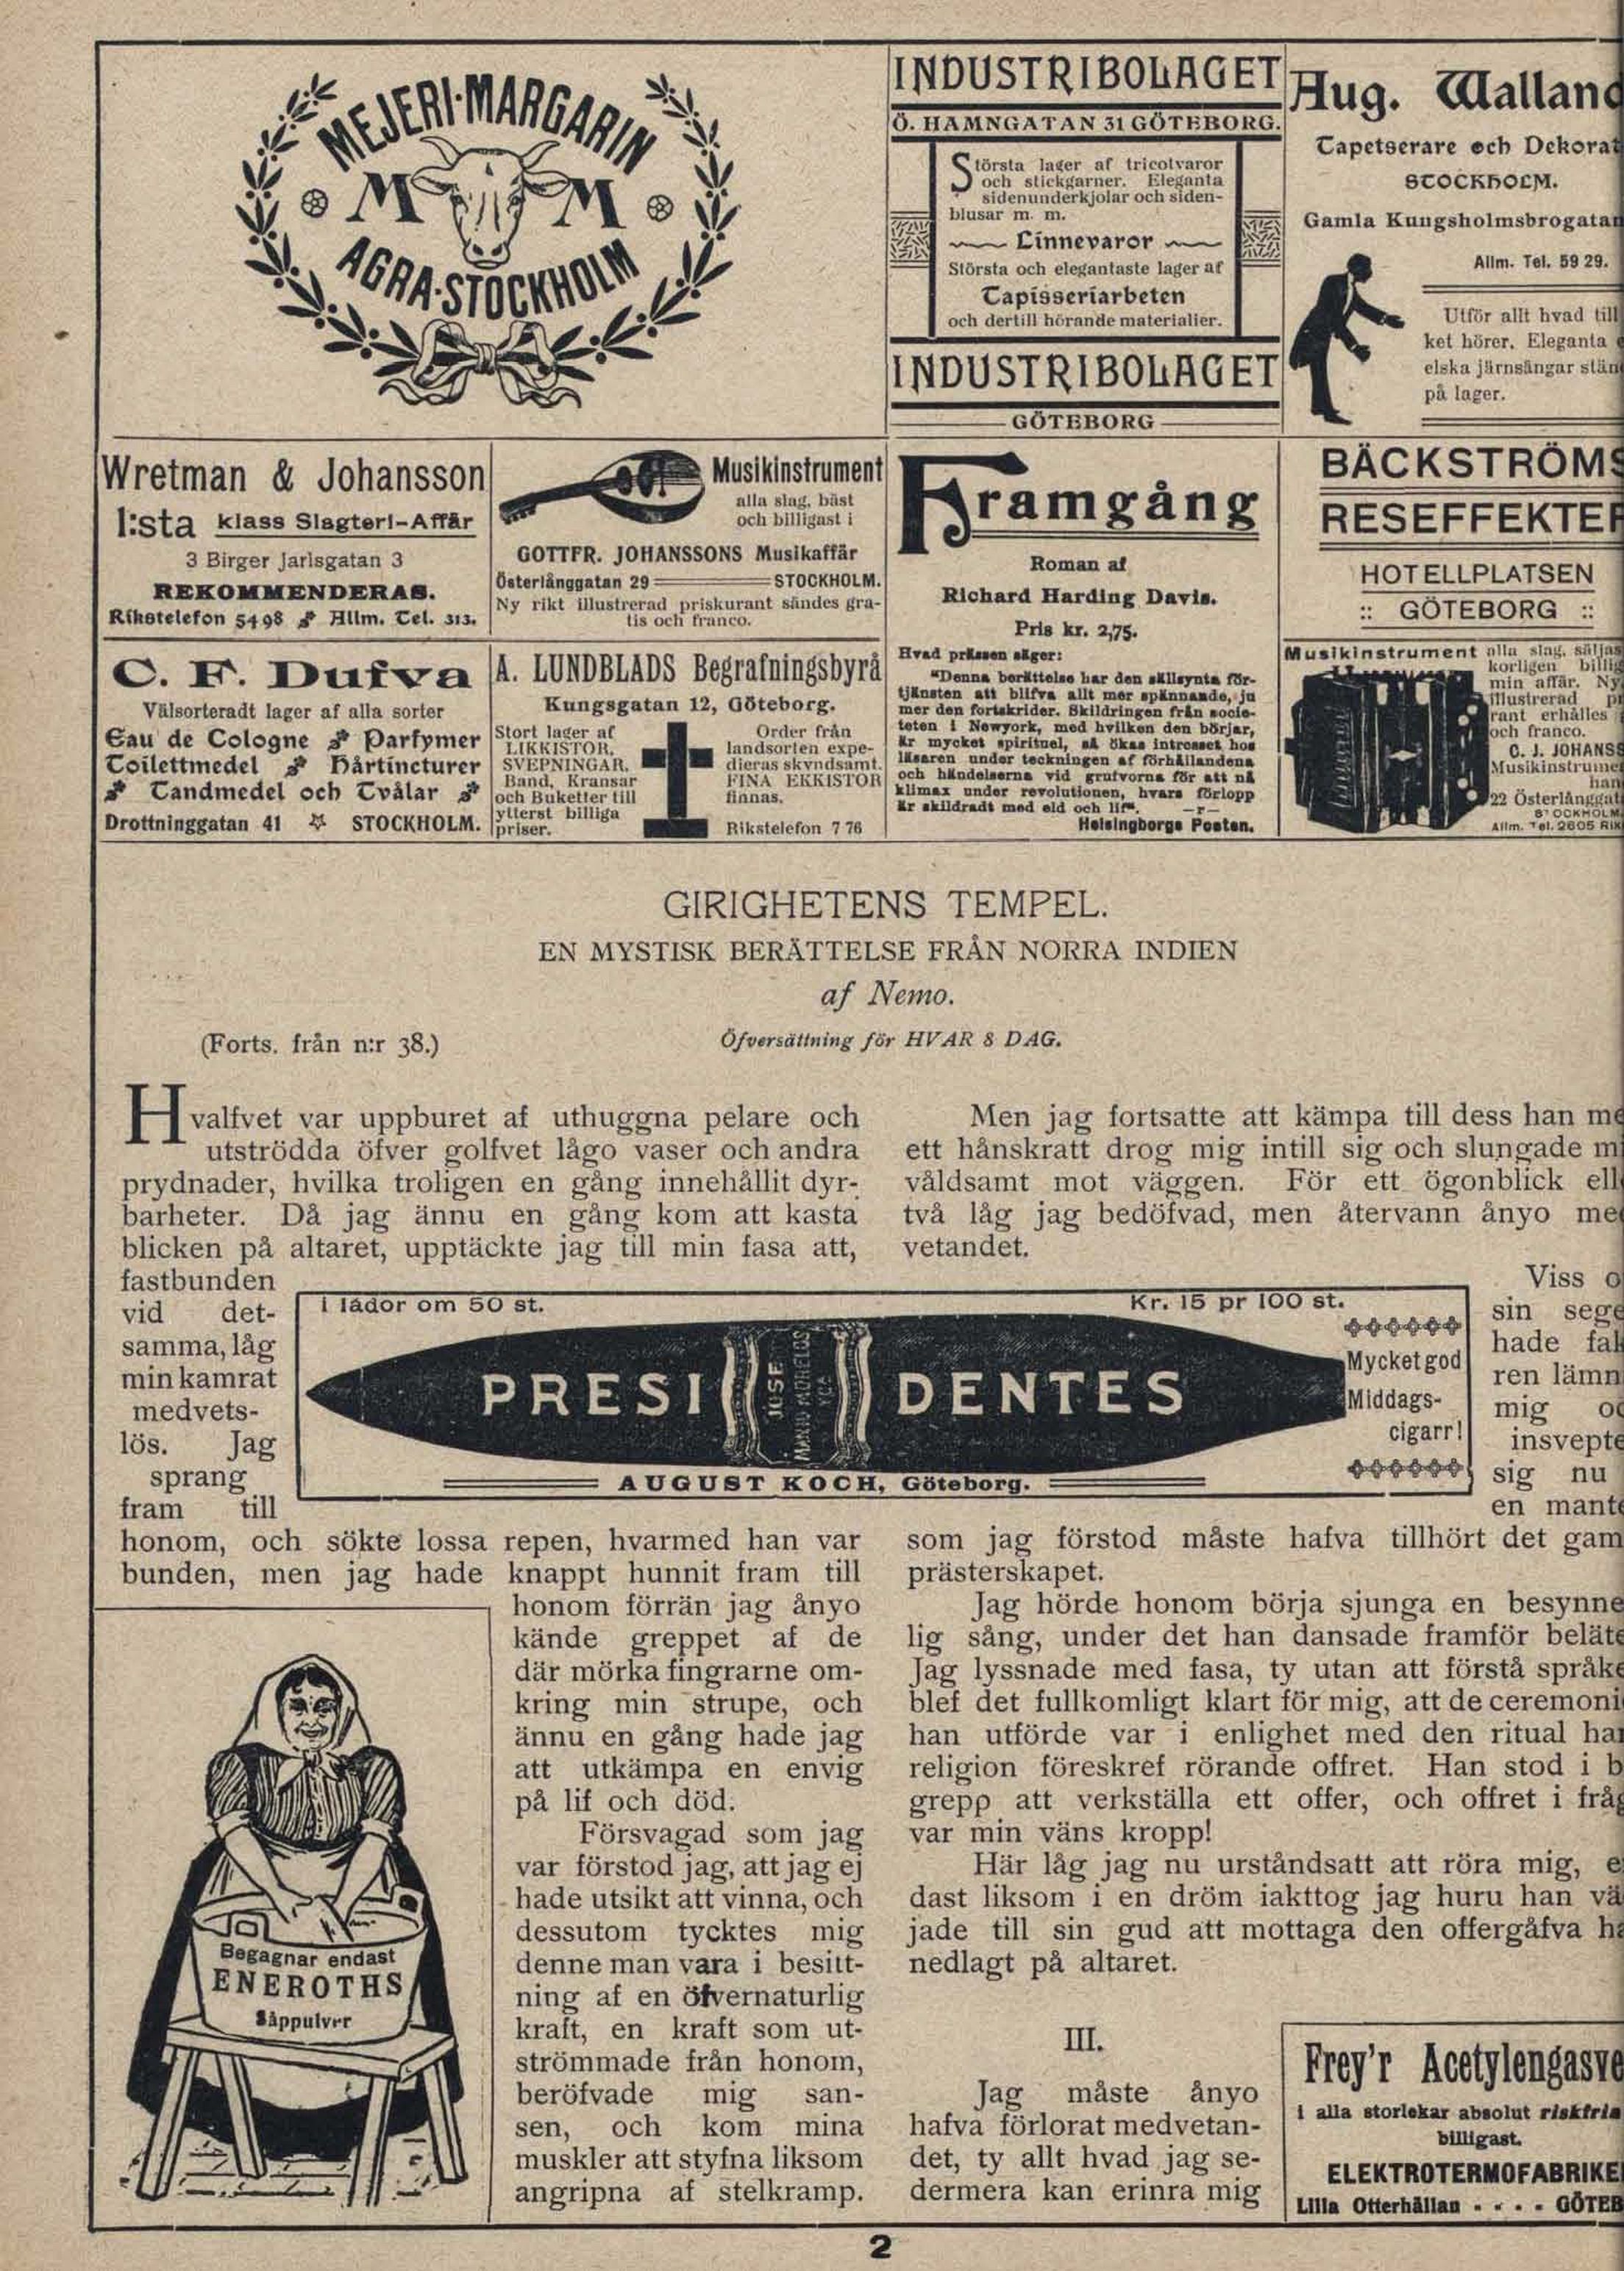 MEJERI-MARGARIN
M M
AGRA-STOCKHOLM
INDUSTRIBOLAGET
Ö. HAMNGATAN 31 GÖTEBORG.
Största lager af tricotvaror
och stickgarner. Eleganta
sidenunderkjolar och siden-
blusar m. m.
Linnevaror
Största och elegantaste lager af
Tapisseriarbeten
och dertill hörande materialier.
INDUSTRIBOLAGET
GÖTEBORG
Aug.
Tapetserare och
STOCKHOLM.
Gamla
Allm. Tel. 59 29.
Utför allt hvad
ket hörer. Eleganta
elska järnsängar
på lager.
Wretman & Johansson
1:sta klass Slagteri-Affär
3 Birger Jarlsgatan 3
REKOMMENDERAS.
Rikstelefon 5498 Allm. Tel. 313.
Musikinstrument
alla slag, bäst
och billigast i
GOTTFR. JOHANSSONS Musikaffär
Österlånggatan 29 STOCKHOLM.
Ny rikt illustrerad priskurant sändes gra-
tis och franco.
Framgång
Roman af
Richard Harding Davis.
Pris kr. 2,75.
Hvad prässen säger:
"Denna berättelse har den sällsynta för-
tjänsten att blifva allt mer spännande, ju
mer den fortskrider. Skildringen från socie-
teten i Newyork, med hvilken den börjar,
är mycket spirituel, så ökas intresset hos
läsaren under teckningen af förhållandena
och händelserna vid grufvorna för att nå
klimax under revolutionen, hvars förlopp
är skildradt med eld och lif". —r—
Helsingborgs Posten.
BÄCKSTRÖMS
RESEFFEKTER
HOTELLPLATSEN
:: GÖTEBORG ::
C. F. Dufva
Välsorteradt lager af alla sorter
Eau de Cologne Parfymer
Toilettmedel Hårtincturer
Tandmedel och Tvålar
Drottninggatan 41 STOCKHOLM.
A. LUNDBLADS Begrafningsbyrå
Kungsgatan 12, Göteborg.
Stort lager af
LIKKISTOR,
SVEPNINGAR,
Band, Kransar
och Buketter till
ytterst billiga
priser.
Order från
landsorten expe-
dieras skyndsamt.
FINA EKKISTOR
finnas.
Rikstelefon 7 76
Musikinstrument alla slag,
korligen
min affär. Ny
illustrerad
rant erhålles
och franco.
C. J.
22
STOCKHOLM
Allm. Tel. 2605
GIRIGHETENS TEMPEL.
EN MYSTISK BERÄTTELSE FRÅN NORRA INDIEN
af Nemo.
(Forts. från n:r 38.)
Öfversättning för HVAR 8 DAG.
Hvalfvet var uppburet af uthuggna pelare och
utströdda öfver golfvet lågo vaser och andra
prydnader, hvilka troligen en gång innehållit dyr-
barheter. Då jag ännu en gång kom att kasta
blicken på altaret, upptäckte jag till min fasa att,
fastbunden
vid det-
samma, låg
min kamrat
medvets-
lös. Jag
sprang
fram till
honom, och sökte lossa repen, hvarmed han var
bunden, men jag hade knappt hunnit fram till
honom förrän jag ånyo
kände greppet af de
där mörka fingrarne om-
kring min strupe, och
ännu en gång hade jag
att utkämpa en envig
på lif och död.
Försvagad som jag
var förstod jag, att jag ej
hade utsikt att vinna, och
dessutom tycktes mig
denne man vara i besitt-
ning af en öfvernaturlig
kraft, en kraft som ut-
strömmade från honom,
beröfvade mig san-
sen, och kom mina
muskler att styfna liksom
angripna af stelkramp.
i lådor om 50 st. Kr. 15 pr 100 st.
PRESIDENTES
JOSE
Mycket god
Middags-
cigarr!
AUGUST KOCH, Göteborg.
Begagnar endast
ENEROTHS
Såppulver
Men jag fortsatte att kämpa till dess han
ett hånskratt drog mig intill sig och slungade
våldsamt mot väggen. För ett ögonblick
två låg jag bedöfvad, men återvann ånyo
vetandet.
Viss
sin
hade
ren
mig
sig nu
en
som jag förstod måste hafva tillhört det
prästerskapet.
Jag hörde honom börja sjunga en
lig sång, under det han dansade framför
Jag lyssnade med fasa, ty utan att förstå
blef det fullkomligt klart för mig, att de
han utförde var i enlighet med den ritual
religion föreskref rörande offret. Han stod i
grepp att verkställa ett offer, och offret i
var min väns kropp!
Här låg jag nu urståndsatt att röra mig,
dast liksom i en dröm iakttog jag huru han
jade till sin gud att mottaga den offergåfva
nedlagt på altaret.
III.
Jag måste ånyo
hafva förlorat medvetan-
det, ty allt hvad jag se-
dermera kan erinra mig
Frey'r
i alla storlekar absolut
billigast.
Lilla Otterhällan
2